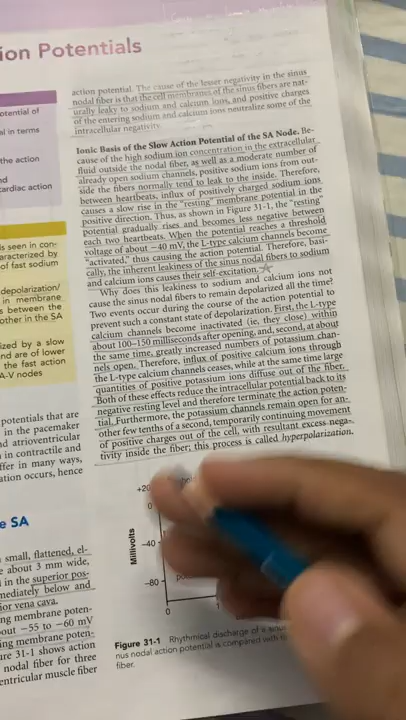 ion Potentials
action potential. The cause of the lesser negativity in the sinus
nodal fiber is that the cell membranes of the sinus fibers are nat-
urally leaky to sodium and calcium ions, and positive charges
of the entering sodium and calcium ions neutralize some of the
intracellular negativity.
Ionic Basis of the Slow Action Potential of the SA Node. Be-
cause of the high sodium ion concentration in the extracellular
fluid outside the nodal fiber, as well as a moderate number of
already open sodium channels, positive sodium ions from out-
side the fibers normally tend to leak to the inside. Therefore,
between heartbeats, influx of positively charged sodium ions
causes a slow rise in the "resting" membrane potential in the
positive direction. Thus, as shown in Figure 31-1, the "resting"
potential gradually rises and becomes less negative between
each two heartbeats. When the potential reaches a threshold
voltage of about −40 mV, the L-type calcium channels become
"activated," thus causing the action potential. Therefore, basi-
cally, the inherent leakiness of the sinus nodal fibers to sodium
and calcium ions causes their self-excitation.
Why does this leakiness to sodium and calcium ions not
cause the sinus nodal fibers to remain depolarized all the time?
Two events occur during the course of the action potential to
prevent such a constant state of depolarization. First, the L-type
calcium channels become inactivated (ie, they close) within
about 100–150 milliseconds after opening, and, second, at about
the same time, greatly increased numbers of potassium chan-
nels open. Therefore, influx of positive calcium ions through
the L-type calcium channels ceases, while at the same time large
quantities of positive potassium ions diffuse out of the fiber.
Both of these effects reduce the intracellular potential back to its
negative resting level and therefore terminate the action poten-
tial. Furthermore, the potassium channels remain open for an-
other few tenths of a second, temporarily continuing movement
of positive charges out of the cell, with resultant excess nega-
tivity inside the fiber; this process is called hyperpolarization.
otential of
al in terms
the action
nd
cardiac action
is seen in con-
aracterized by
of fast sodium
depolarization/
in membrane
s between the
other in the SA
ized by a slow
nd are of lower
the fast action
A-V nodes
potentials that are
in the pacemaker
nd atrioventricular
in contractile and
ffer in many ways,
ation occurs, hence
e SA
small, flattened, el-
e about 3 mm wide,
in the superior pos-
mediately below and
ior vena cava.
ng membrane poten-
out −55 to −60 mV
ing membrane poten-
ure 31-1 shows action
nodal fiber for three
entricular muscle fiber
+20
0
−40
−80
Millivolts
po
0
1
Figure 31-1 Rhythmical discharge of a sinus
nus nodal action potential is compared with
fiber.